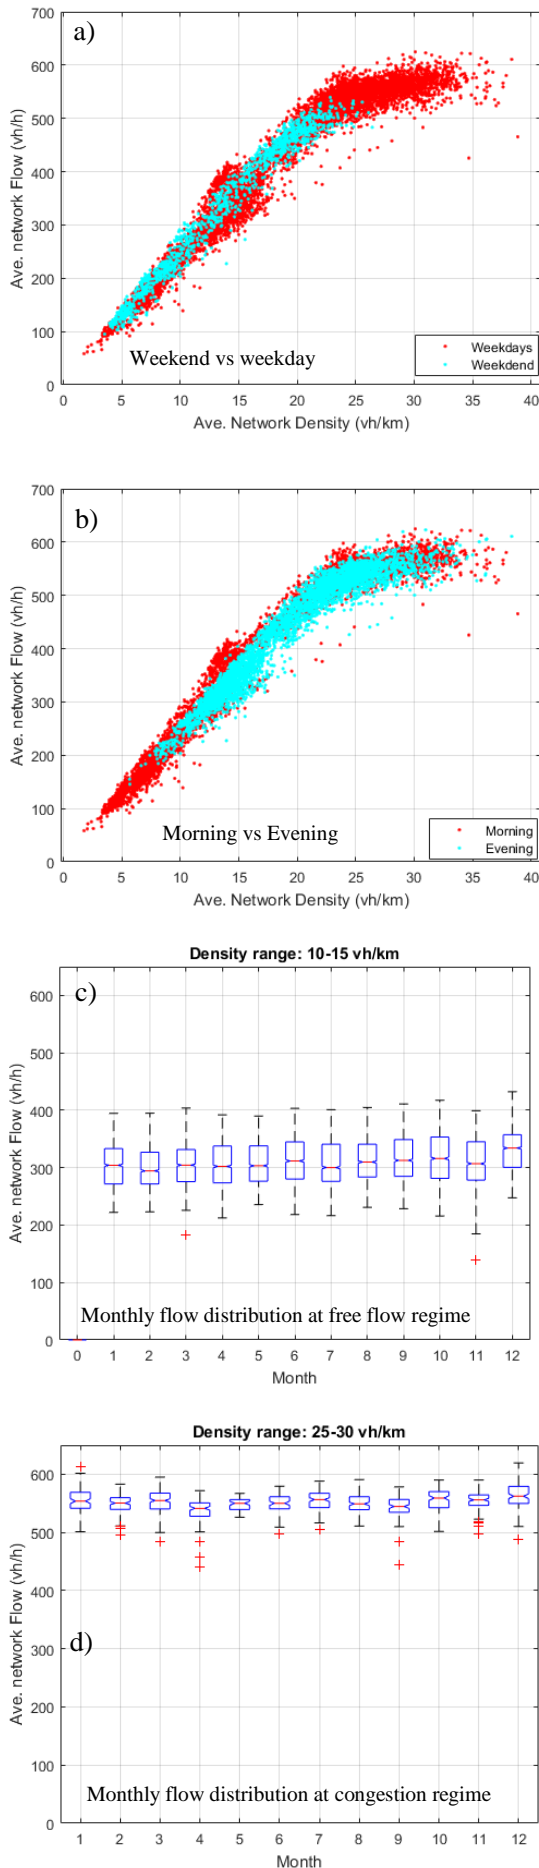 a)
700
600
500
400
300
200
100
0
Ave. network Flow (vh/h)
Weekend vs weekday
Weekdays
Weekdend
0 5 10 15 20 25 30 35 40
Ave. Network Density (vh/km)
b)
700
600
500
400
300
200
100
0
Ave. network Flow (vh/h)
Morning vs Evening
Morning
Evening
0 5 10 15 20 25 30 35 40
Ave. Network Density (vh/km)
Density range: 10-15 vh/km
c)
600
500
400
300
200
100
0
Ave. network Flow (vh/h)
Monthly flow distribution at free flow regime
0 1 2 3 4 5 6 7 8 9 10 11 12
Month
Density range: 25-30 vh/km
600
500
400
300
200
100
0
Ave. network Flow (vh/h)
d)
Monthly flow distribution at congestion regime
1 2 3 4 5 6 7 8 9 10 11 12
Month